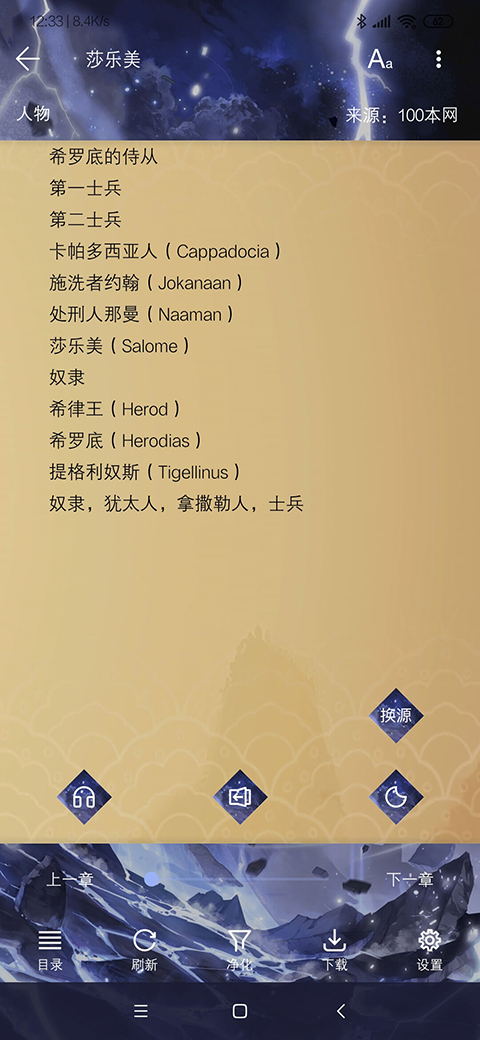 12:33 | 8.4K/s 62
莎乐美 Aa
人物 来源：100本网
希罗底的侍从
第一士兵
第二士兵
卡帕多西亚人（Cappadocia）
施洗者约翰（Jokanaan）
处刑人那曼（Naaman）
莎乐美（Salome）
奴隶
希律王（Herod）
希罗底（Herodias）
提格利奴斯（Tigellinus）
奴隶，犹太人，拿撒勒人，士兵
换源
上一章 下一章
目录 刷新 净化 下载 设置